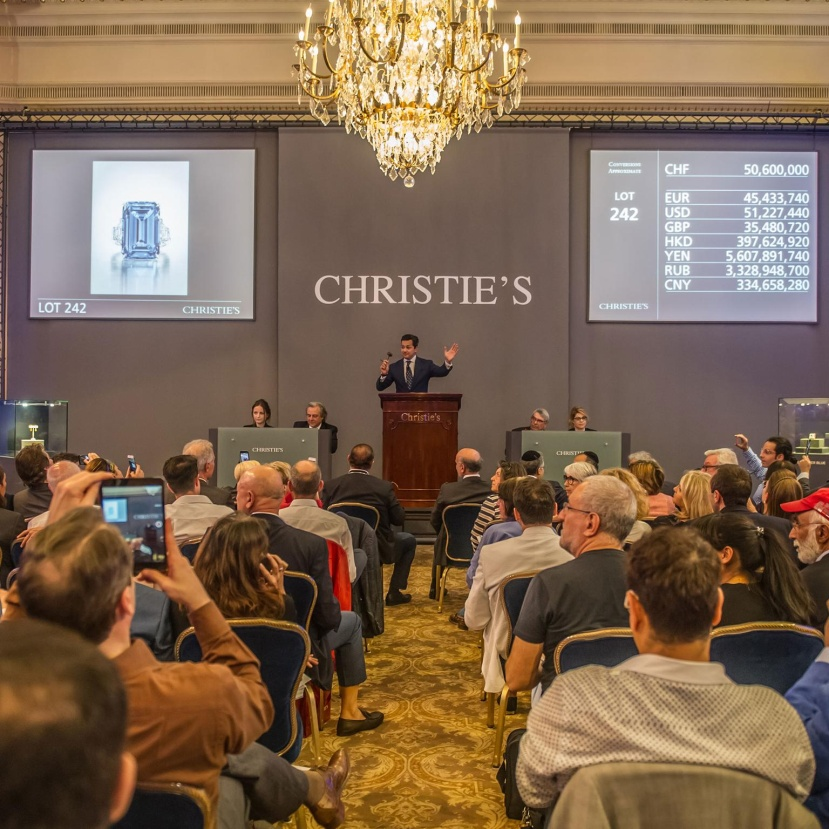 LOT 242
CHRISTIE'S
CHRISTIE'S
LOT
242
CHF 50,600,000
EUR 45,433,740
USD 51,227,440
GBP 35,480,720
HKD 397,624,920
YEN 5,607,891,740
RUB 3,328,948,700
CNY 334,658,280
CHRISTIE'S
Christie's
CHRISTIE'S
CHRISTIE'S